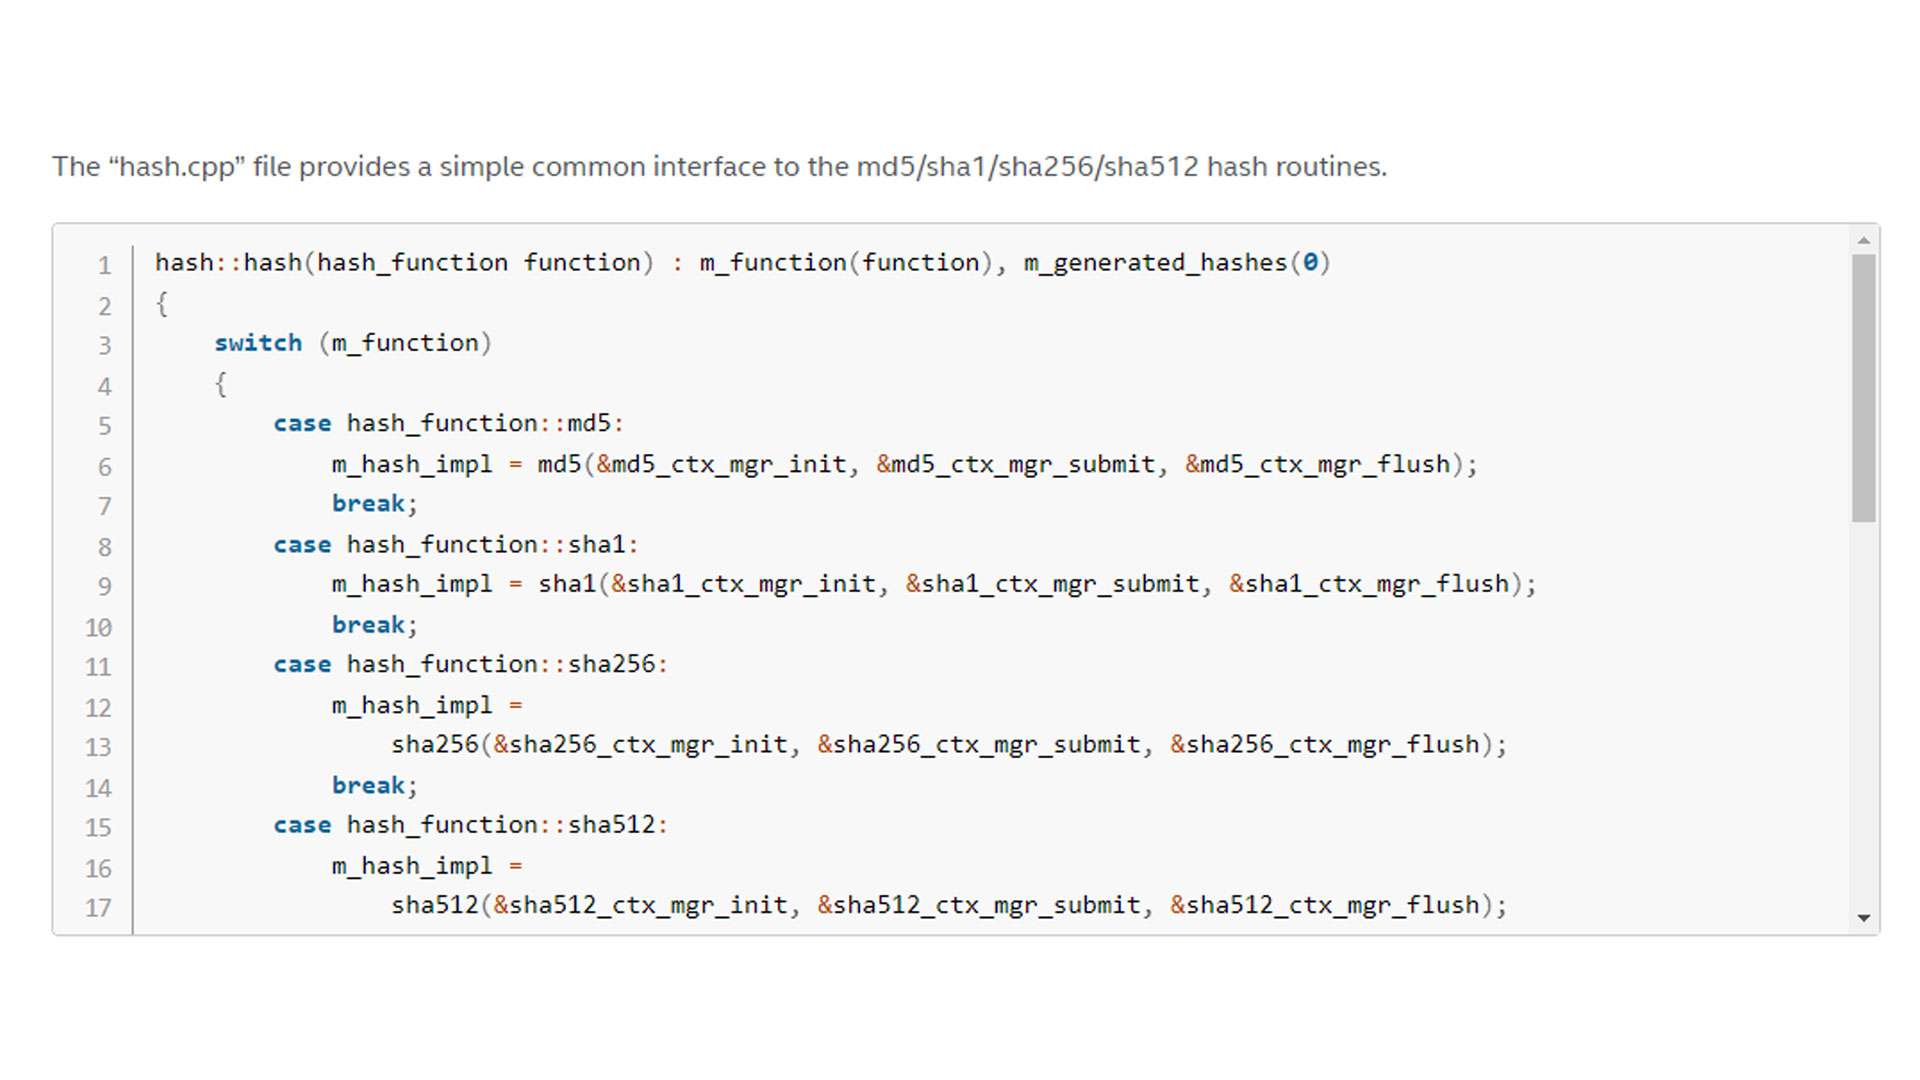 The “hash.cpp” file provides a simple common interface to the md5/sha1/sha256/sha512 hash routines.
1 hash::hash(hash_function function) : m_function(function), m_generated_hashes(0)
2 {
3     switch (m_function)
4     {
5         case hash_function::md5:
6             m_hash_impl = md5(&md5_ctx_mgr_init, &md5_ctx_mgr_submit, &md5_ctx_mgr_flush);
7             break;
8         case hash_function::sha1:
9             m_hash_impl = sha1(&sha1_ctx_mgr_init, &sha1_ctx_mgr_submit, &sha1_ctx_mgr_flush);
10             break;
11         case hash_function::sha256:
12             m_hash_impl =
13                 sha256(&sha256_ctx_mgr_init, &sha256_ctx_mgr_submit, &sha256_ctx_mgr_flush);
14             break;
15         case hash_function::sha512:
16             m_hash_impl =
17                 sha512(&sha512_ctx_mgr_init, &sha512_ctx_mgr_submit, &sha512_ctx_mgr_flush);